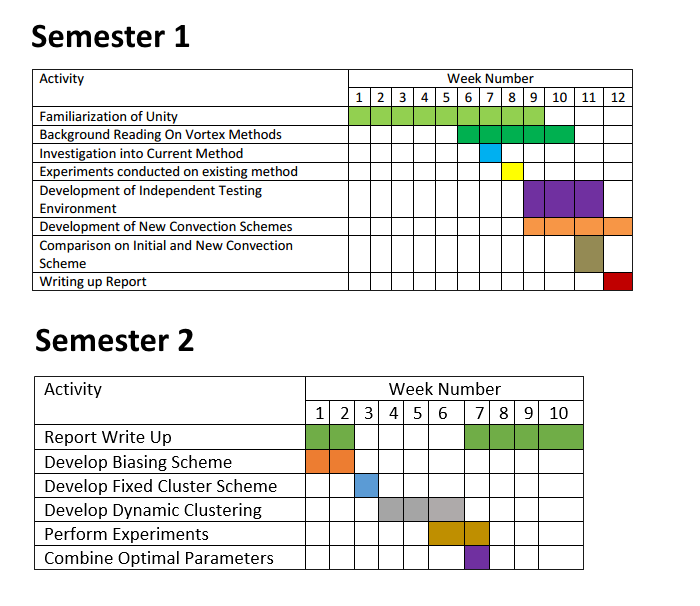 Semester 1
Activity Week Number
1 2 3 4 5 6 7 8 9 10 11 12
Familiarization of Unity
Background Reading On Vortex Methods
Investigation into Current Method
Experiments conducted on existing method
Development of Independent Testing
Environment
Development of New Convection Schemes
Comparison on Initial and New Convection
Scheme
Writing up Report
Semester 2
Activity Week Number
1 2 3 4 5 6 7 8 9 10
Report Write Up
Develop Biasing Scheme
Develop Fixed Cluster Scheme
Develop Dynamic Clustering
Perform Experiments
Combine Optimal Parameters